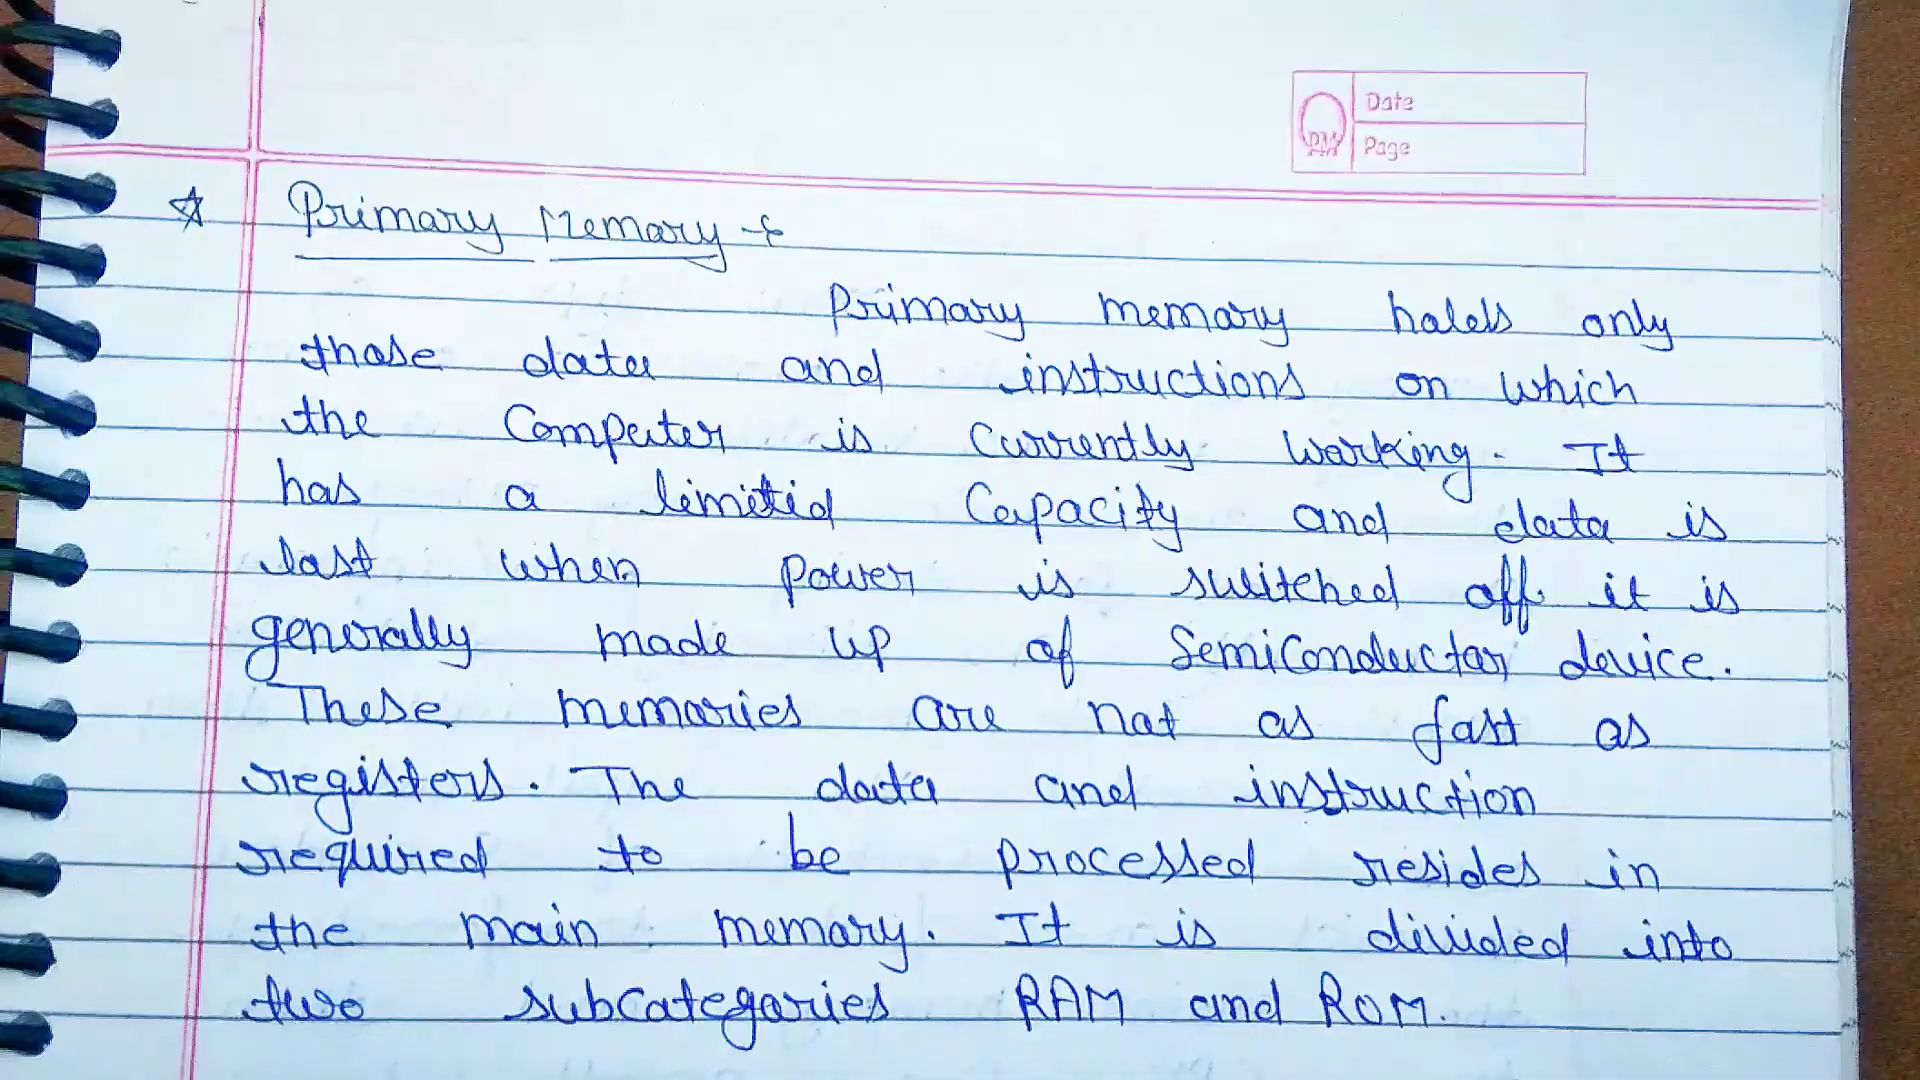 Date
Page
☆ Primary Memory :-
Primary memory holds only
those data and instructions on which
the Computer is Currently working. It
has a limitid Capacity and data is
lost when power is switched off. it is
generally made up of Semiconductor device.
These memories are not as fast as
registers. The data and instruction
required to be processed resides in
the main memory. It is divided into
two subcategories RAM and ROM.